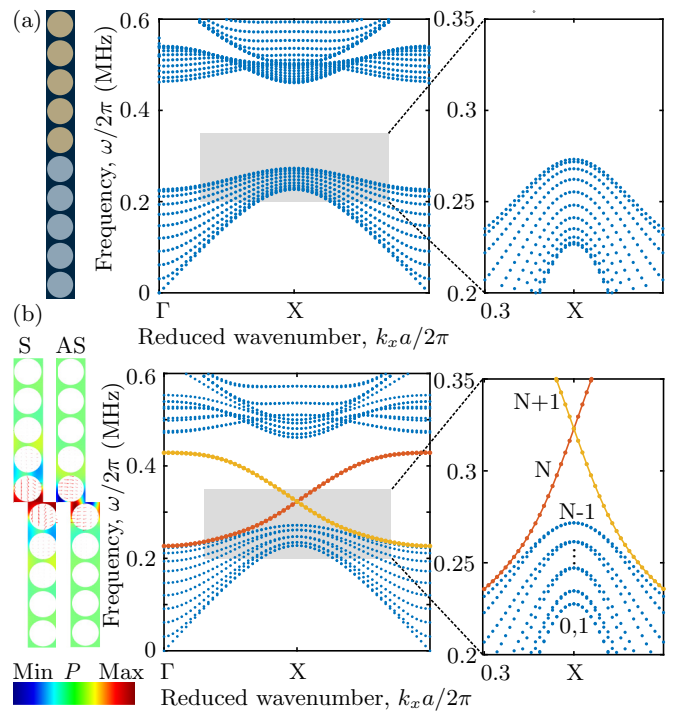 (a)
Frequency, ω/2π (MHz)
0.6
0.4
0.2
0
Γ
X
0.35
0.3
0.25
0.2
0.3
X
Reduced wavenumber, kₓa/2π
(b)
S AS
Frequency, ω/2π (MHz)
0.6
0.4
0.2
0
Γ
X
0.35
0.3
0.25
0.2
0.3
X
N+1
N
N-1
⋮
0,1
Min P Max
Reduced wavenumber, kₓa/2π